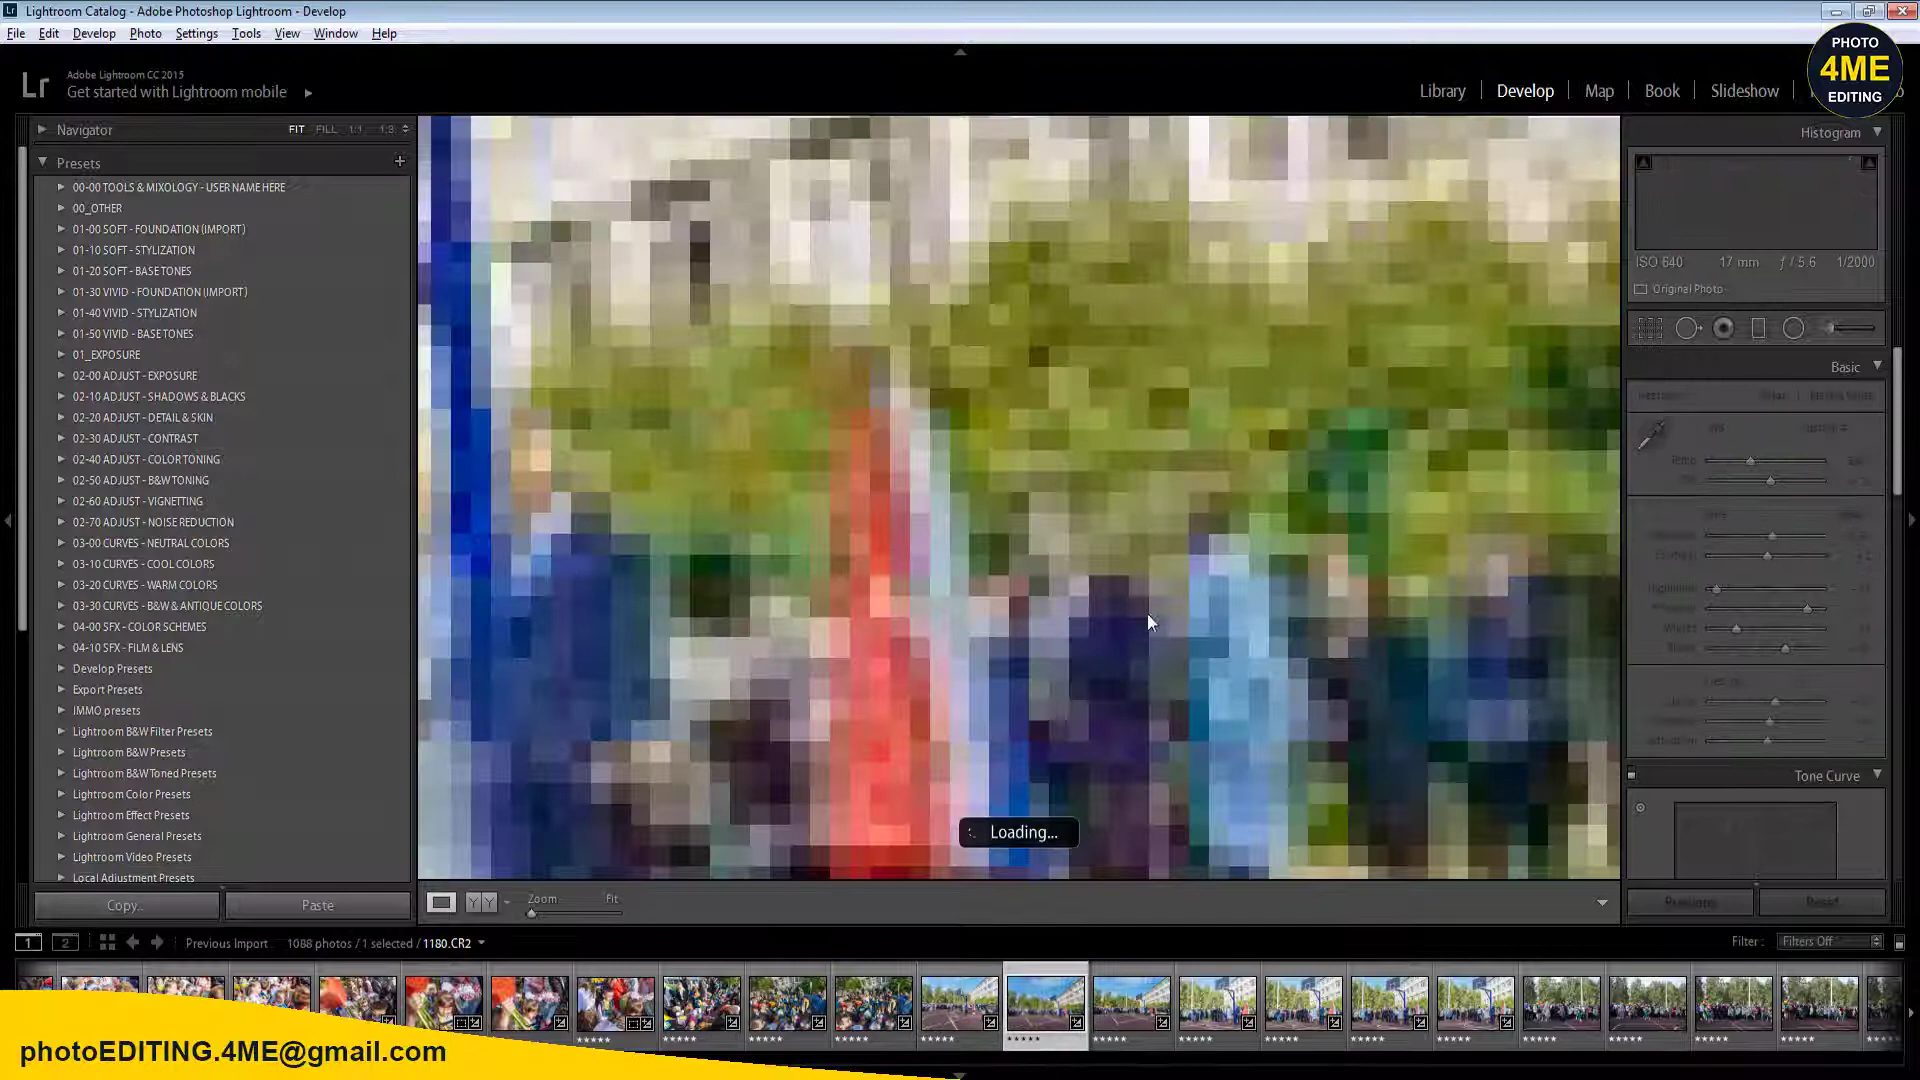 Lightroom Catalog - Adobe Photoshop Lightroom - Develop
File Edit Develop Photo Settings Tools View Window Help
PHOTO
4ME
EDITING
Lr
Adobe Lightroom CC 2015
Get started with Lightroom mobile
Library Develop Map Book Slideshow
Navigator FIT FILL 1:1 1:3
Presets +
00-00 TOOLS & MIXOLOGY - USER NAME HERE
00_OTHER
01-00 SOFT - FOUNDATION (IMPORT)
01-10 SOFT - STYLIZATION
01-20 SOFT - BASE TONES
01-30 VIVID - FOUNDATION (IMPORT)
01-40 VIVID - STYLIZATION
01-50 VIVID - BASE TONES
01_EXPOSURE
02-00 ADJUST - EXPOSURE
02-10 ADJUST - SHADOWS & BLACKS
02-20 ADJUST - DETAIL & SKIN
02-30 ADJUST - CONTRAST
02-40 ADJUST - COLOR TONING
02-50 ADJUST - B&W TONING
02-60 ADJUST - VIGNETTING
02-70 ADJUST - NOISE REDUCTION
03-00 CURVES - NEUTRAL COLORS
03-10 CURVES - COOL COLORS
03-20 CURVES - WARM COLORS
03-30 CURVES - B&W & ANTIQUE COLORS
04-00 SFX - COLOR SCHEMES
04-10 SFX - FILM & LENS
Develop Presets
Export Presets
IMMO presets
Lightroom B&W Filter Presets
Lightroom B&W Presets
Lightroom B&W Toned Presets
Lightroom Color Presets
Lightroom Effect Presets
Lightroom General Presets
Lightroom Video Presets
Local Adjustment Presets
Copy... Paste
Loading...
Zoom Fit
Histogram
ISO 640 17 mm ƒ / 5.6 1/2000
Original Photo
Basic
Tone Curve
Previous Reset
1 2 Previous Import 1088 photos / 1 selected / 1180.CR2
Filter : Filters Off
photoEDITING.4ME@gmail.com